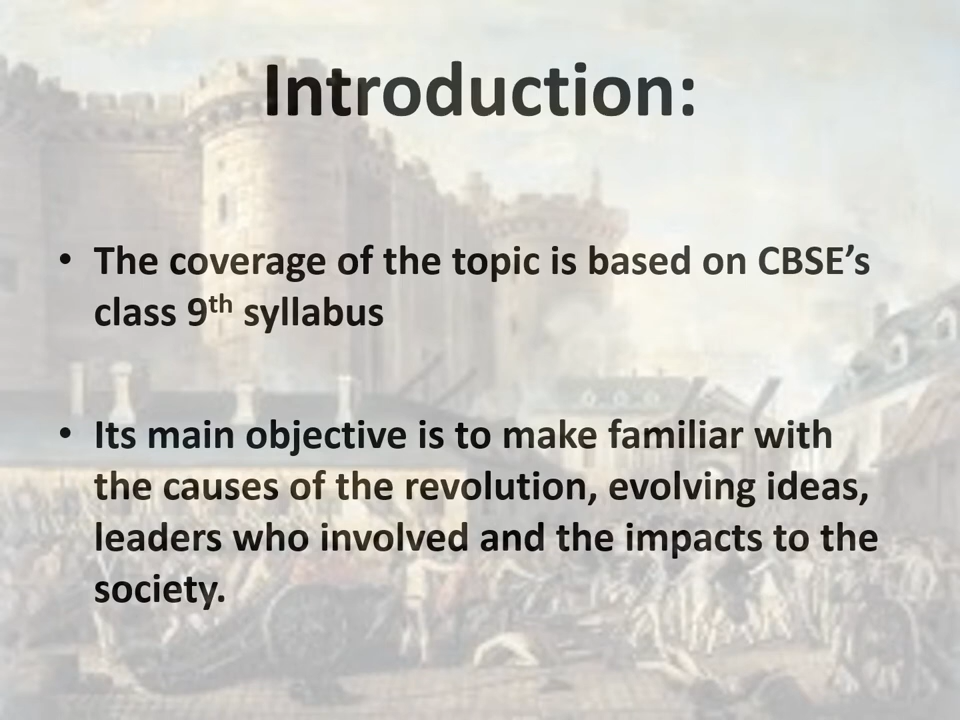 Introduction:
• The coverage of the topic is based on CBSE’s
class 9th syllabus
• Its main objective is to make familiar with
the causes of the revolution, evolving ideas,
leaders who involved and the impacts to the
society.